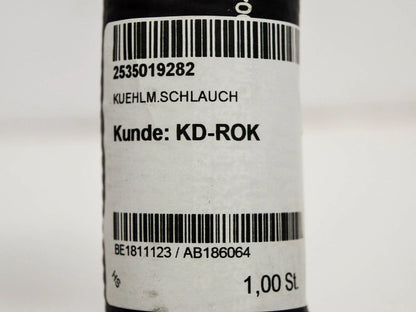 2535019282
KUEHLM.SCHLAUCH
Kunde: KD-ROK
BE1811123 / AB186064
1,00 St.